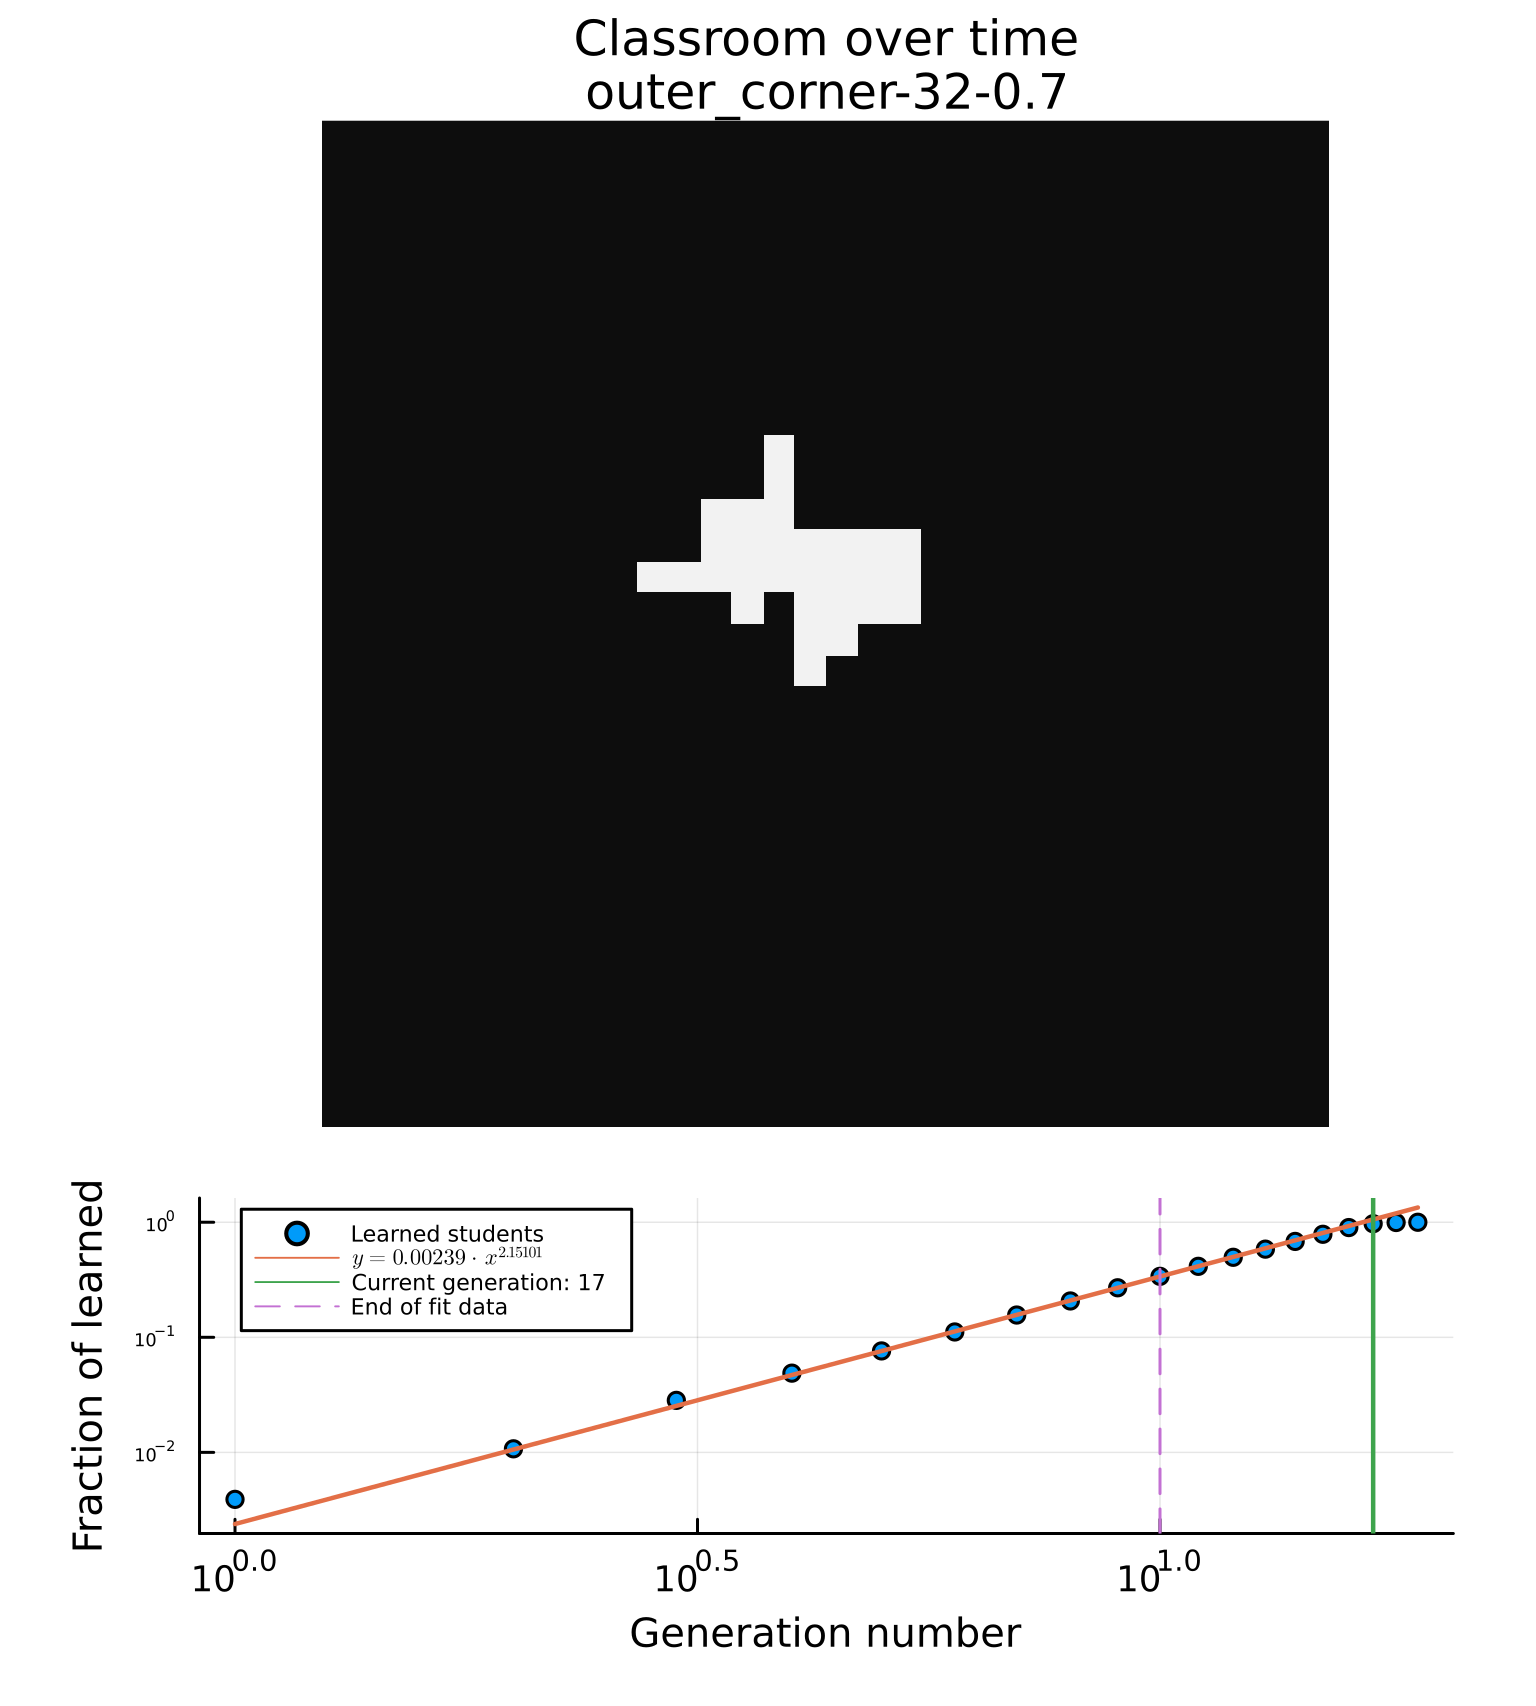 Classroom over time
outer_corner-32-0.7
Fraction of learned
10^0
10^−1
10^−2
Learned students
y = 0.00239 · x^2.15101
Current generation: 17
End of fit data
10^0.0 10^0.5 10^1.0
Generation number